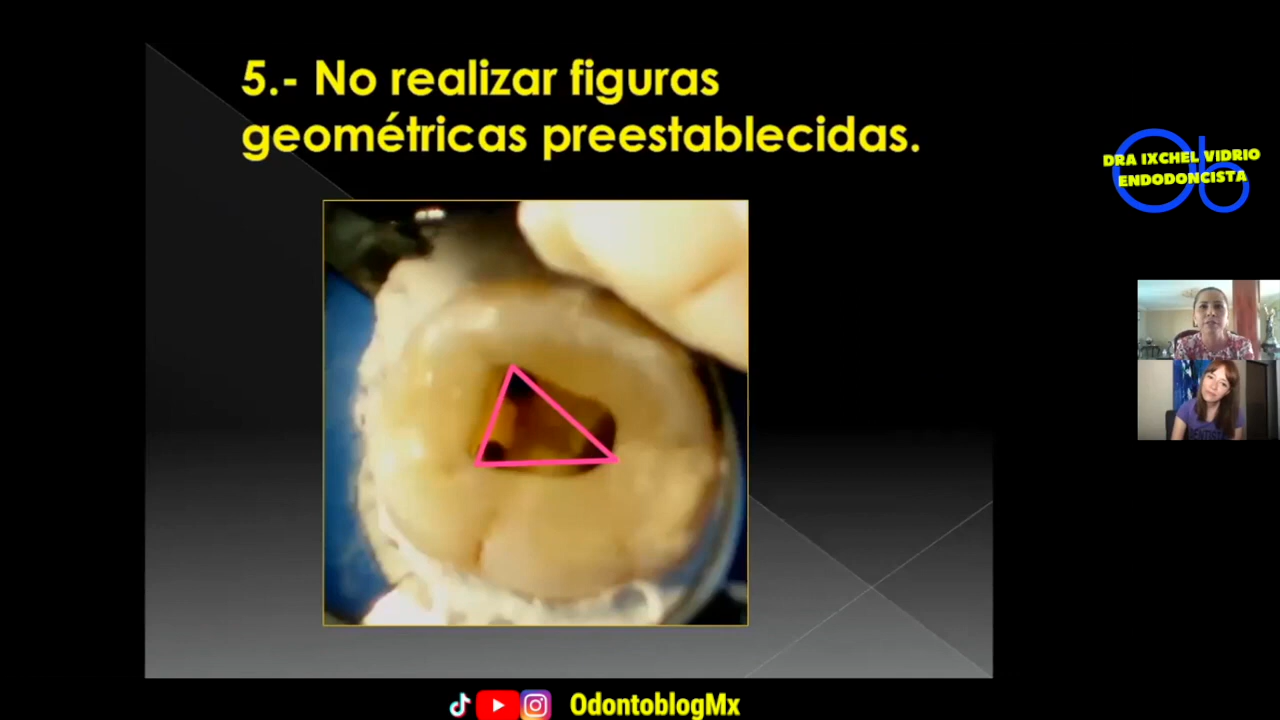 5.- No realizar figuras
geométricas preestablecidas.
DRA IXCHEL VIDRIO
ENDODONCISTA
OdontoblogMx